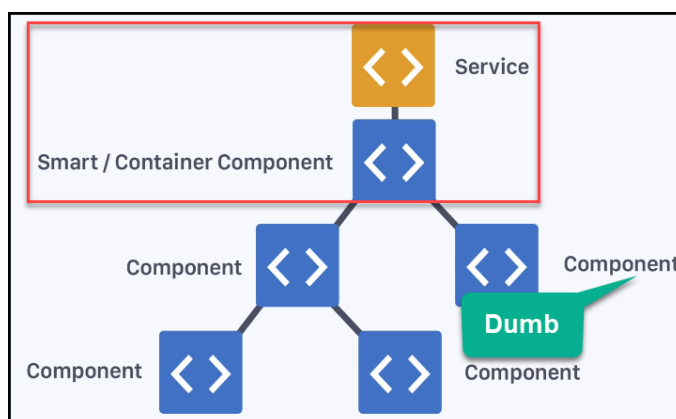 Service
Smart / Container Component
Component
Component
Dumb
Component
Component